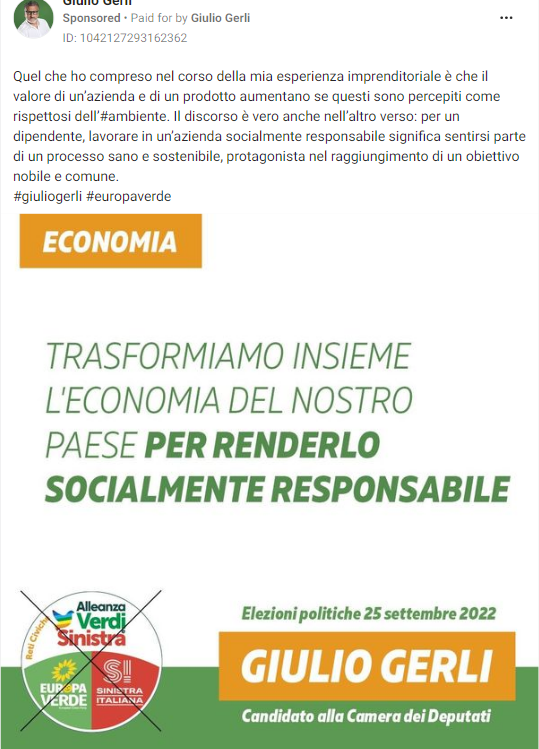 Giulio Gerli
Sponsored • Paid for by Giulio Gerli
ID: 1042127293162362
Quel che ho compreso nel corso della mia esperienza imprenditoriale è che il
valore di un'azienda e di un prodotto aumentano se questi sono percepiti come
rispettosi dell'#ambiente. Il discorso è vero anche nell'altro verso: per un
dipendente, lavorare in un'azienda socialmente responsabile significa sentirsi parte
di un processo sano e sostenibile, protagonista nel raggiungimento di un obiettivo
nobile e comune.
#giuliogerli #europaverde
ECONOMIA
TRASFORMIAMO INSIEME
L'ECONOMIA DEL NOSTRO
PAESE PER RENDERLO
SOCIALMENTE RESPONSABILE
Reti Civiche
Alleanza
Verdi
Sinistra
EUROPA
VERDE
SI
SINISTRA
ITALIANA
Elezioni politiche 25 settembre 2022
GIULIO GERLI
Candidato alla Camera dei Deputati